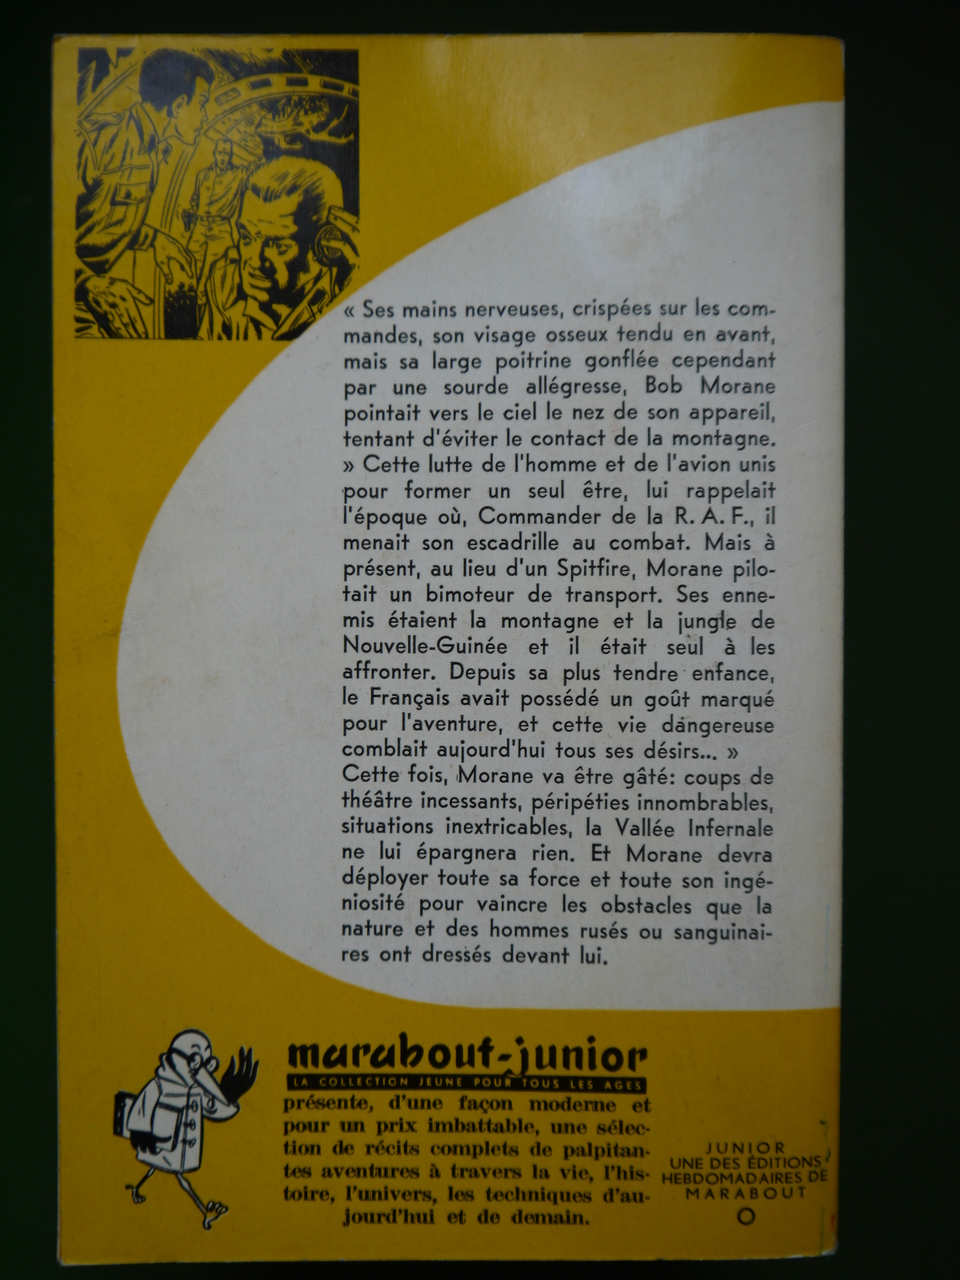 « Ses mains nerveuses, crispées sur les com-
mandes, son visage osseux tendu en avant,
mais sa large poitrine gonflée cependant
par une sourde allégresse, Bob Morane
pointait vers le ciel le nez de son appareil,
tentant d'éviter le contact de la montagne.
» Cette lutte de l'homme et de l'avion unis
pour former un seul être, lui rappelait
l'époque où, Commander de la R. A. F., il
menait son escadrille au combat. Mais à
présent, au lieu d'un Spitfire, Morane pilo-
tait un bimoteur de transport. Ses enne-
mis étaient la montagne et la jungle de
Nouvelle-Guinée et il était seul à les
affronter. Depuis sa plus tendre enfance,
le Français avait possédé un goût marqué
pour l'aventure, et cette vie dangereuse
comblait aujourd'hui tous ses désirs... »
Cette fois, Morane va être gâté: coups de
théâtre incessants, péripéties innombrables,
situations inextricables, la Vallée Infernale
ne lui épargnera rien. Et Morane devra
déployer toute sa force et toute son ingé-
niosité pour vaincre les obstacles que la
nature et des hommes rusés ou sanguinai-
res ont dressés devant lui.
marabout-junior
LA COLLECTION JEUNE POUR TOUS LES AGES
présente, d'une façon moderne et
pour un prix imbattable, une sélec-
tion de récits complets de palpitan-
tes aventures à travers la vie, l'his-
toire, l'univers, les techniques d'au-
jourd'hui et de demain.
JUNIOR
UNE DES ÉDITIONS
HEBDOMADAIRES DE
MARABOUT